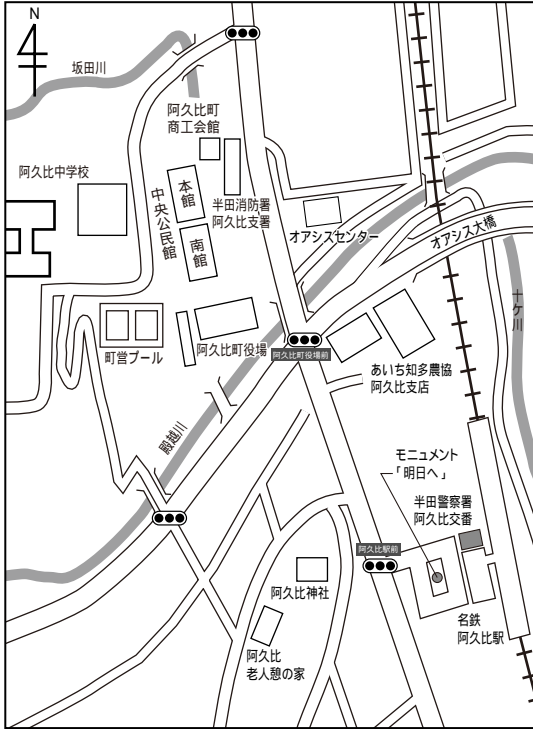 N
坂田川
阿久比町
商工会館
阿久比中学校
本館
中央公民館
半田消防署
阿久比支署
南館
オアシスセンター
オアシス大橋
十ケ川
町営プール
阿久比町役場
阿久比町役場前
あいち知多農協
阿久比支店
殿越川
モニュメント
「明日へ」
半田警察署
阿久比交番
阿久比駅前
阿久比神社
名鉄
阿久比駅
阿久比
老人憩の家